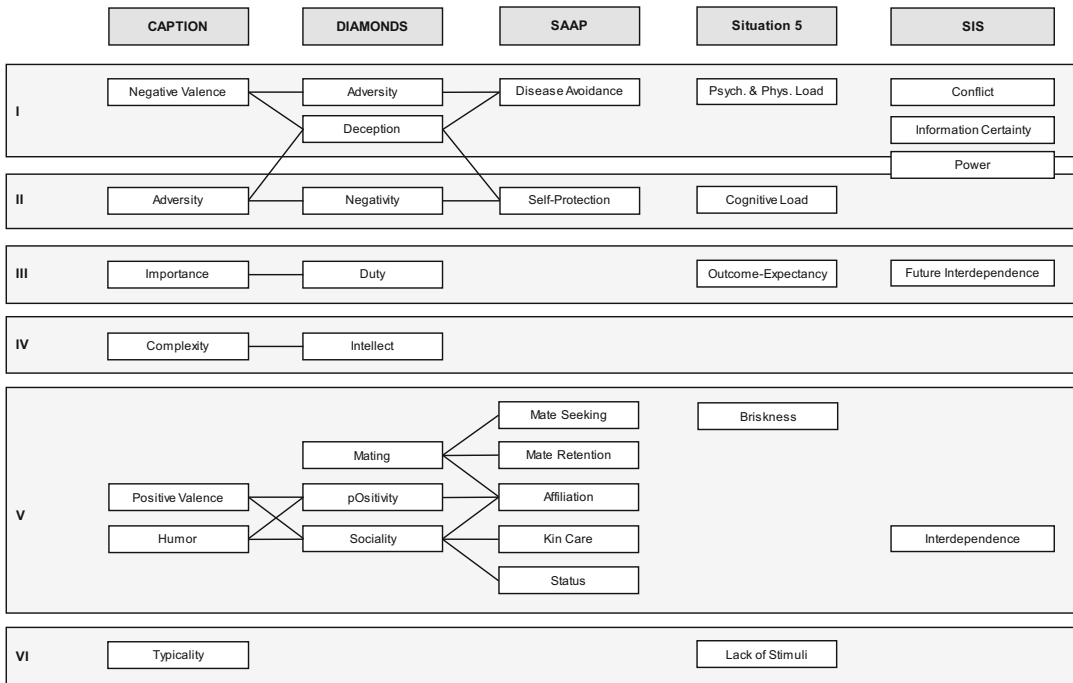 CAPTION
DIAMONDS
SAAP
Situation 5
SIS
I
Negative Valence
Adversity
Disease Avoidance
Psych. & Phys. Load
Conflict
Deception
Information Certainty
Power
II
Adversity
Negativity
Self-Protection
Cognitive Load
III
Importance
Duty
Outcome-Expectancy
Future Interdependence
IV
Complexity
Intellect
V
Mate Seeking
Briskness
Mating
Mate Retention
Positive Valence
pOsitivity
Affiliation
Humor
Sociality
Kin Care
Interdependence
Status
VI
Typicality
Lack of Stimuli